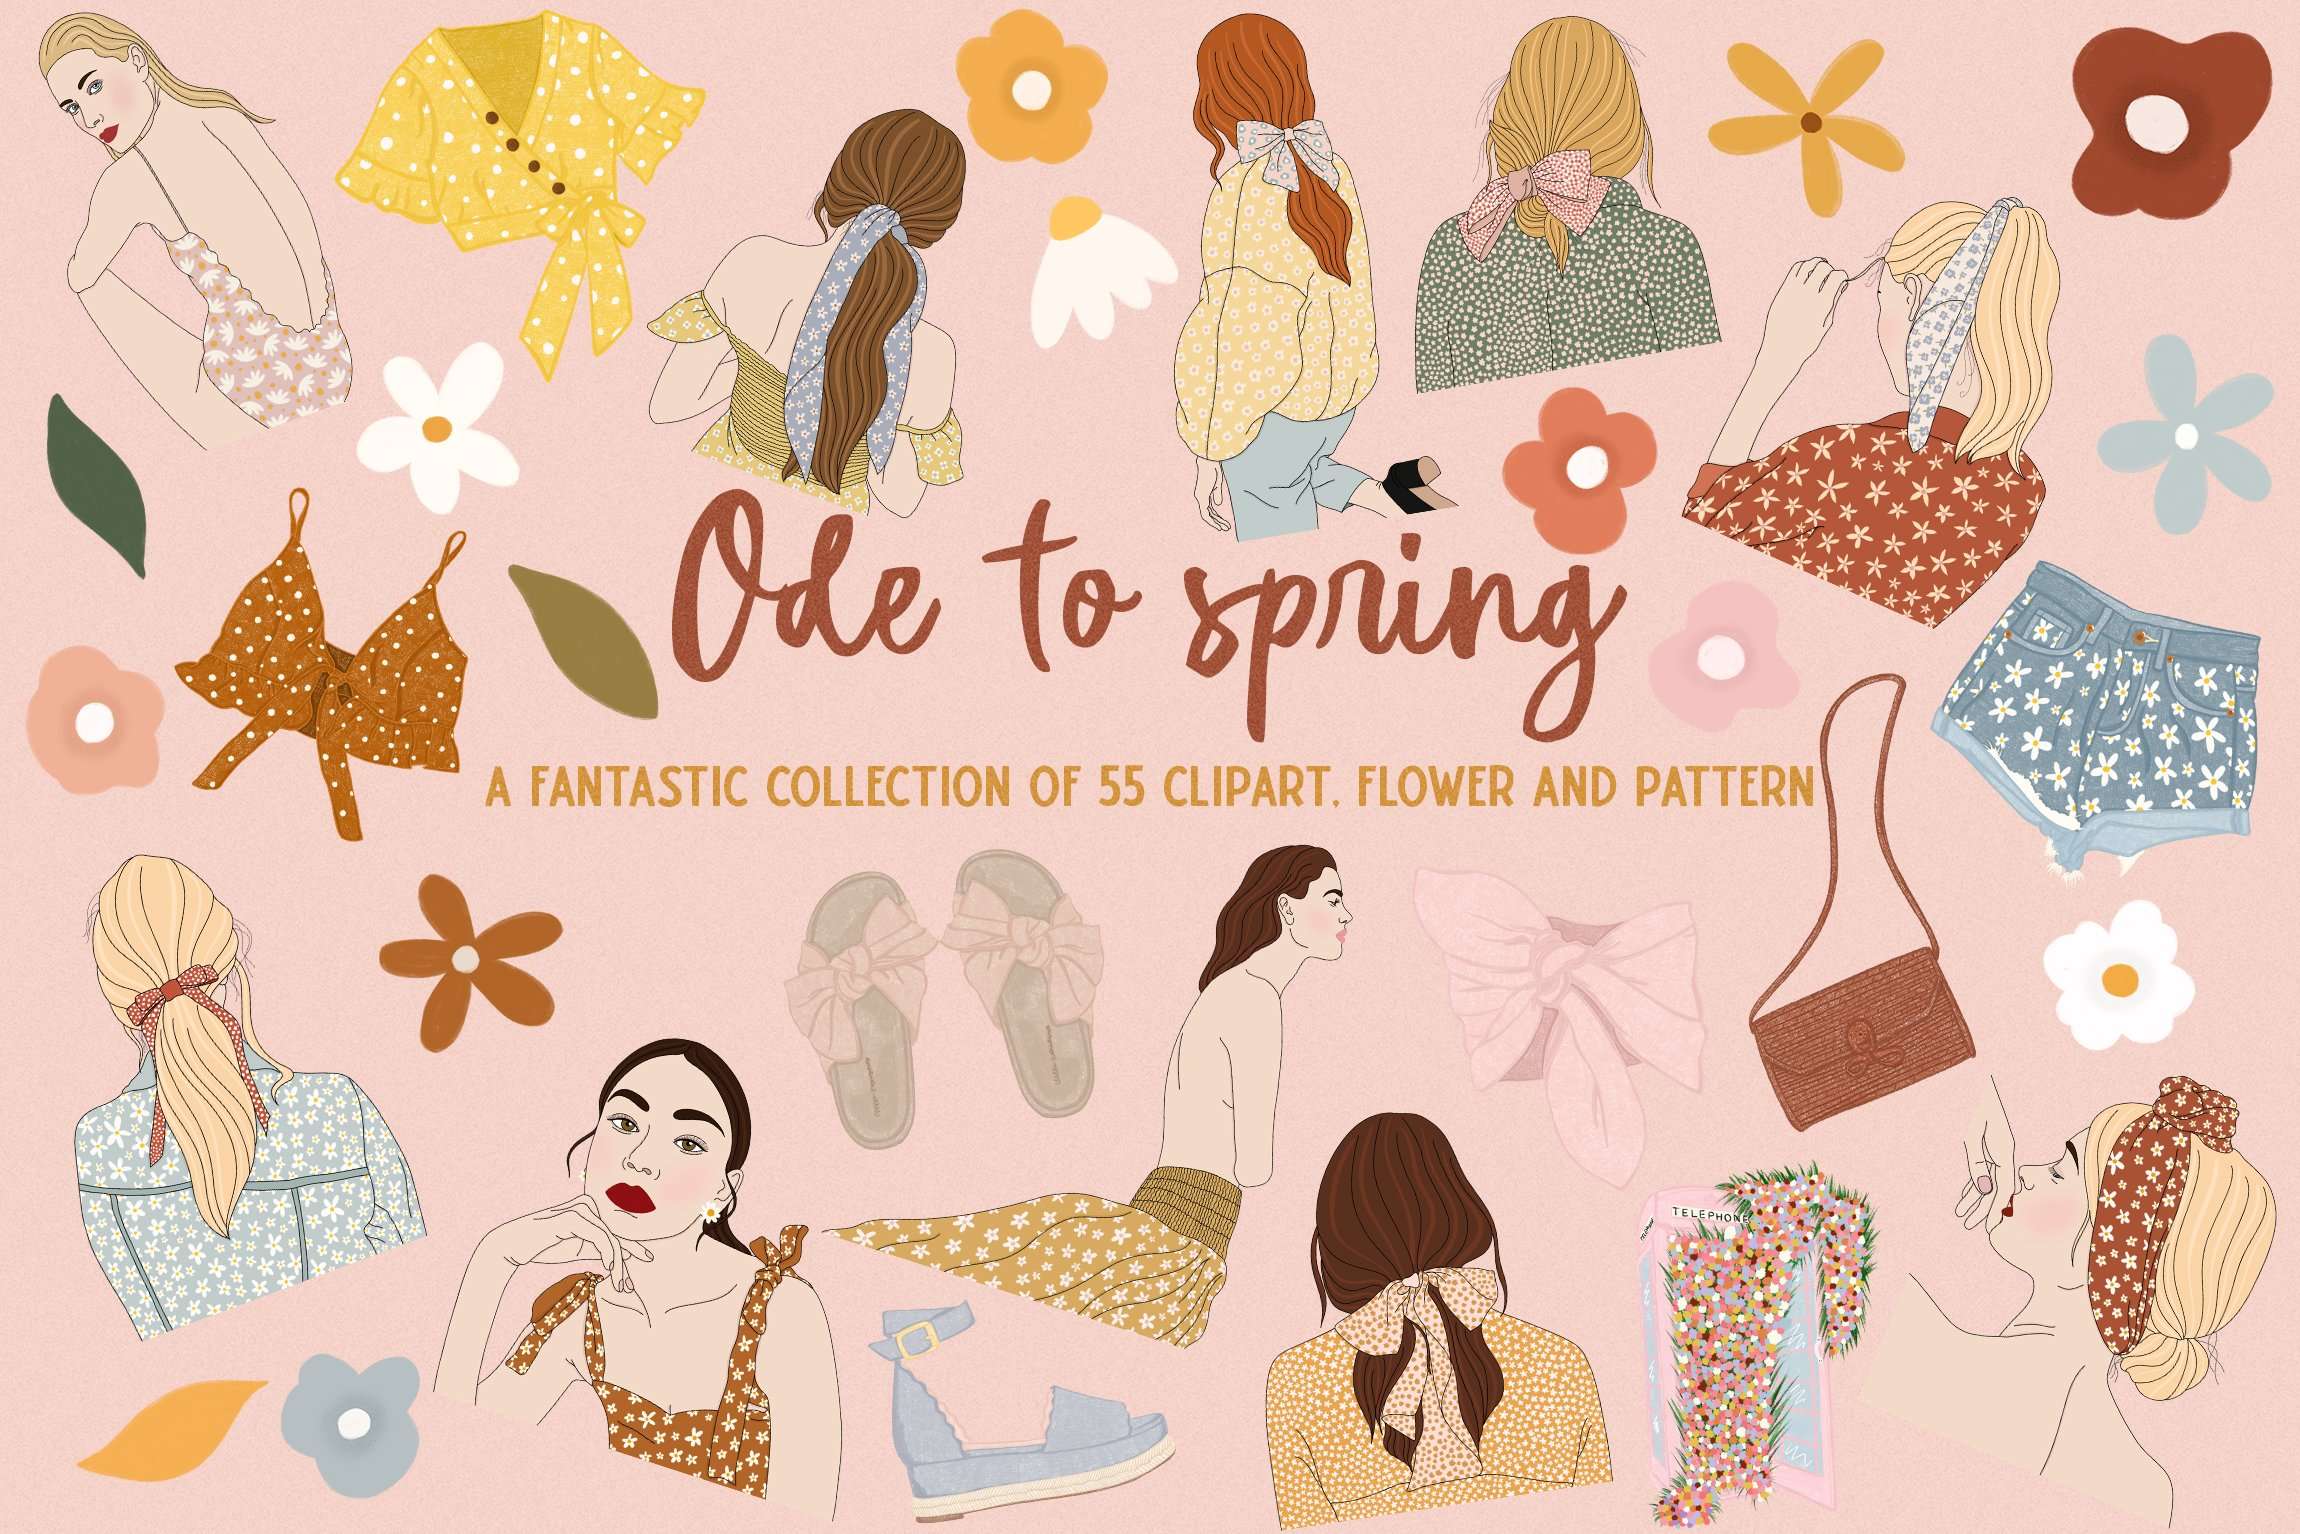 Ode to spring
A FANTASTIC COLLECTION OF 55 CLIPART, FLOWER AND PATTERN
TELEPHONE